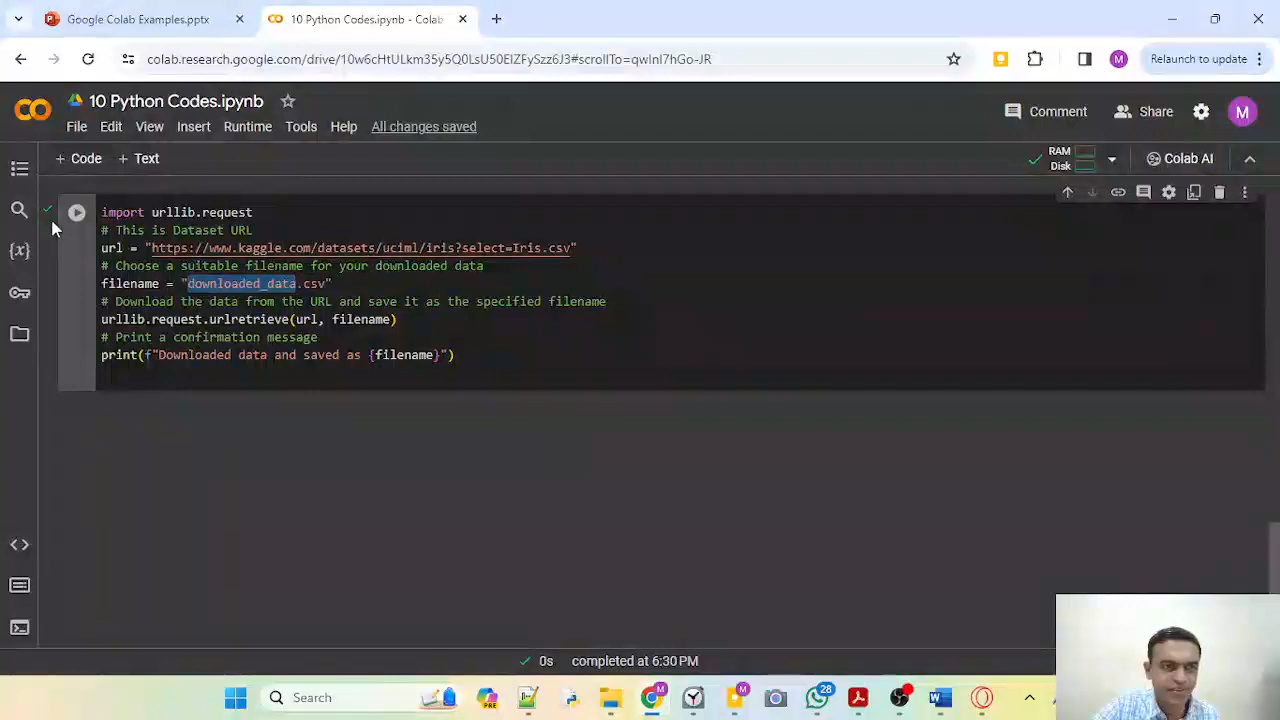 Google Colab Examples.pptx
10 Python Codes.ipynb - Colab
colab.research.google.com/drive/10w6cHtULkm35y5Q0LsU50EIZFySzz6J3#scrollTo=qwInI7hGo-JR
Relaunch to update
M
10 Python Codes.ipynb
Comment
Share
M
File Edit View Insert Runtime Tools Help All changes saved
+ Code + Text
RAM
Disk
Colab AI
import urllib.request
# This is Dataset URL
url = "https://www.kaggle.com/datasets/uciml/iris?select=Iris.csv"
# Choose a suitable filename for your downloaded data
filename = "downloaded_data.csv"
# Download the data from the URL and save it as the specified filename
urllib.request.urlretrieve(url, filename)
# Print a confirmation message
print(f"Downloaded data and saved as {filename}")
0s completed at 6:30 PM
Search
PRE
M
M
28